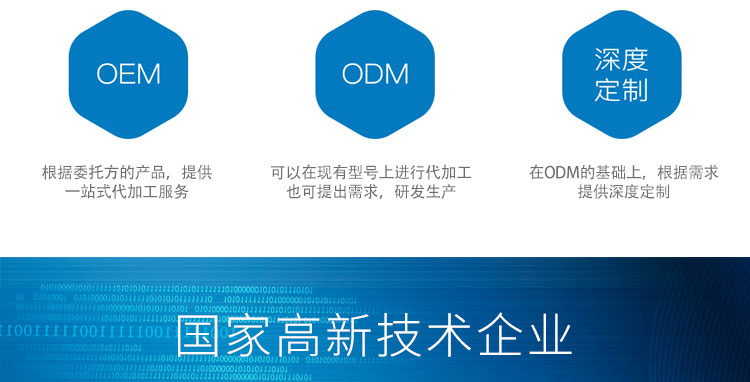 OEM
ODM
深度
定制
根据委托方的产品，提供
一站式代加工服务
可以在现有型号上进行代加工
也可提出需求，研发生产
在ODM的基础上，根据需求
提供深度定制
国家高新技术企业